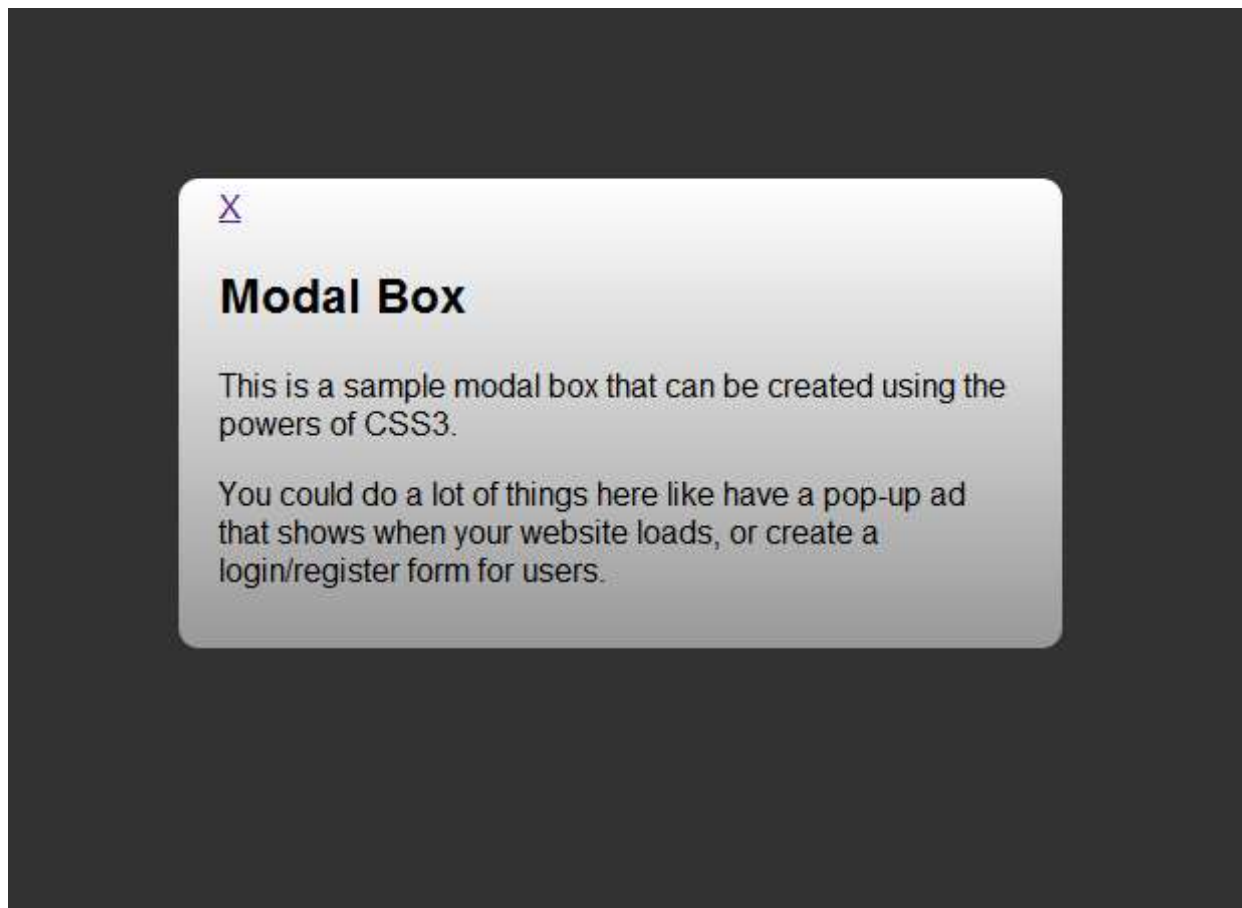 X
Modal Box
This is a sample modal box that can be created using the
powers of CSS3.
You could do a lot of things here like have a pop-up ad
that shows when your website loads, or create a
login/register form for users.